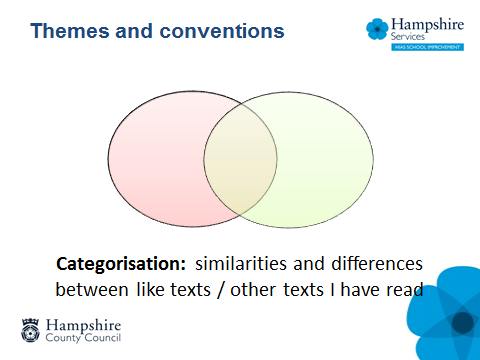 Themes and conventions
Hampshire
Services
HIAS SCHOOL IMPROVEMENT
Categorisation: similarities and differences
between like texts / other texts I have read
Hampshire
County Council